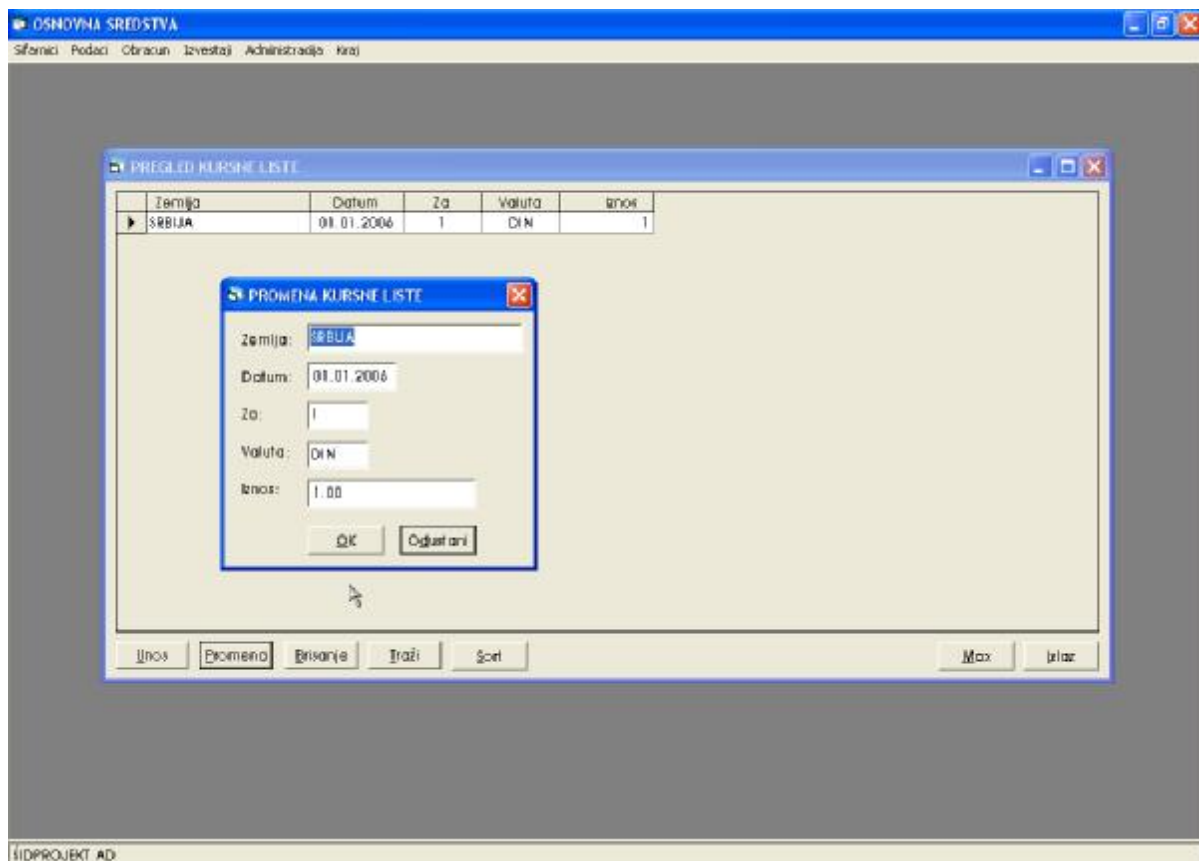 OSNOVNA SREDSTVA
Sifarnici Podaci Obracun Izvestaji Administracija Kraj
PREGLED KURSNE LISTE
Zemlja Datum Za Valuta Iznos
SRBIJA 01.01.2006 1 DIN 1
PROMENA KURSNE LISTE
Zemlja: SRBIJA
Datum: 01.01.2006
Za: 1
Valuta: DIN
Iznos: 1.00
OK Odustani
Unos Promena Brisanje Traži Sort Max Izlaz
ŠIDPROJEKT AD